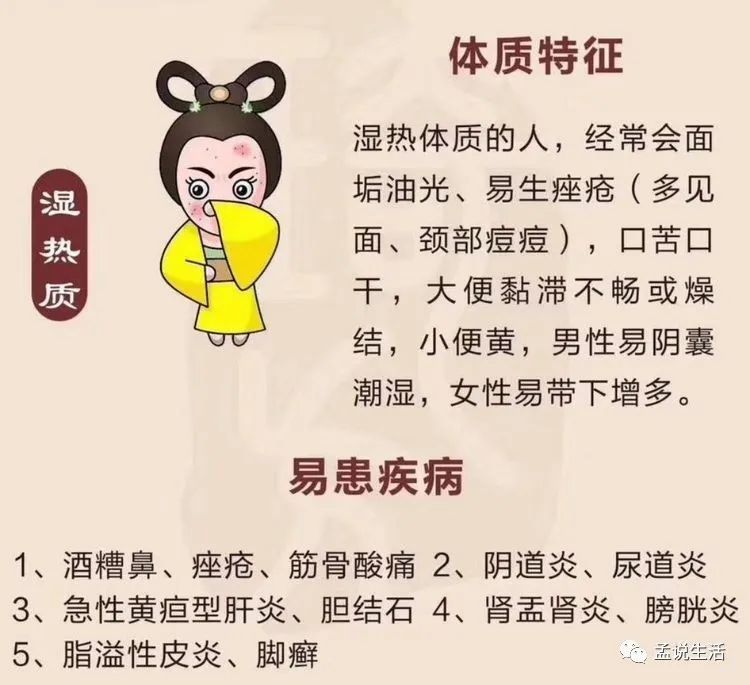 体质特征
湿热质
湿热体质的人，经常会面
垢油光、易生痤疮（多见
面、颈部痘痘），口苦口
干，大便黏滞不畅或燥
结，小便黄，男性易阴囊
潮湿，女性易带下增多。
易患疾病
1、酒糟鼻、痤疮、筋骨酸痛 2、阴道炎、尿道炎
3、急性黄疸型肝炎、胆结石 4、肾盂肾炎、膀胱炎
5、脂溢性皮炎、脚癣
孟说生活